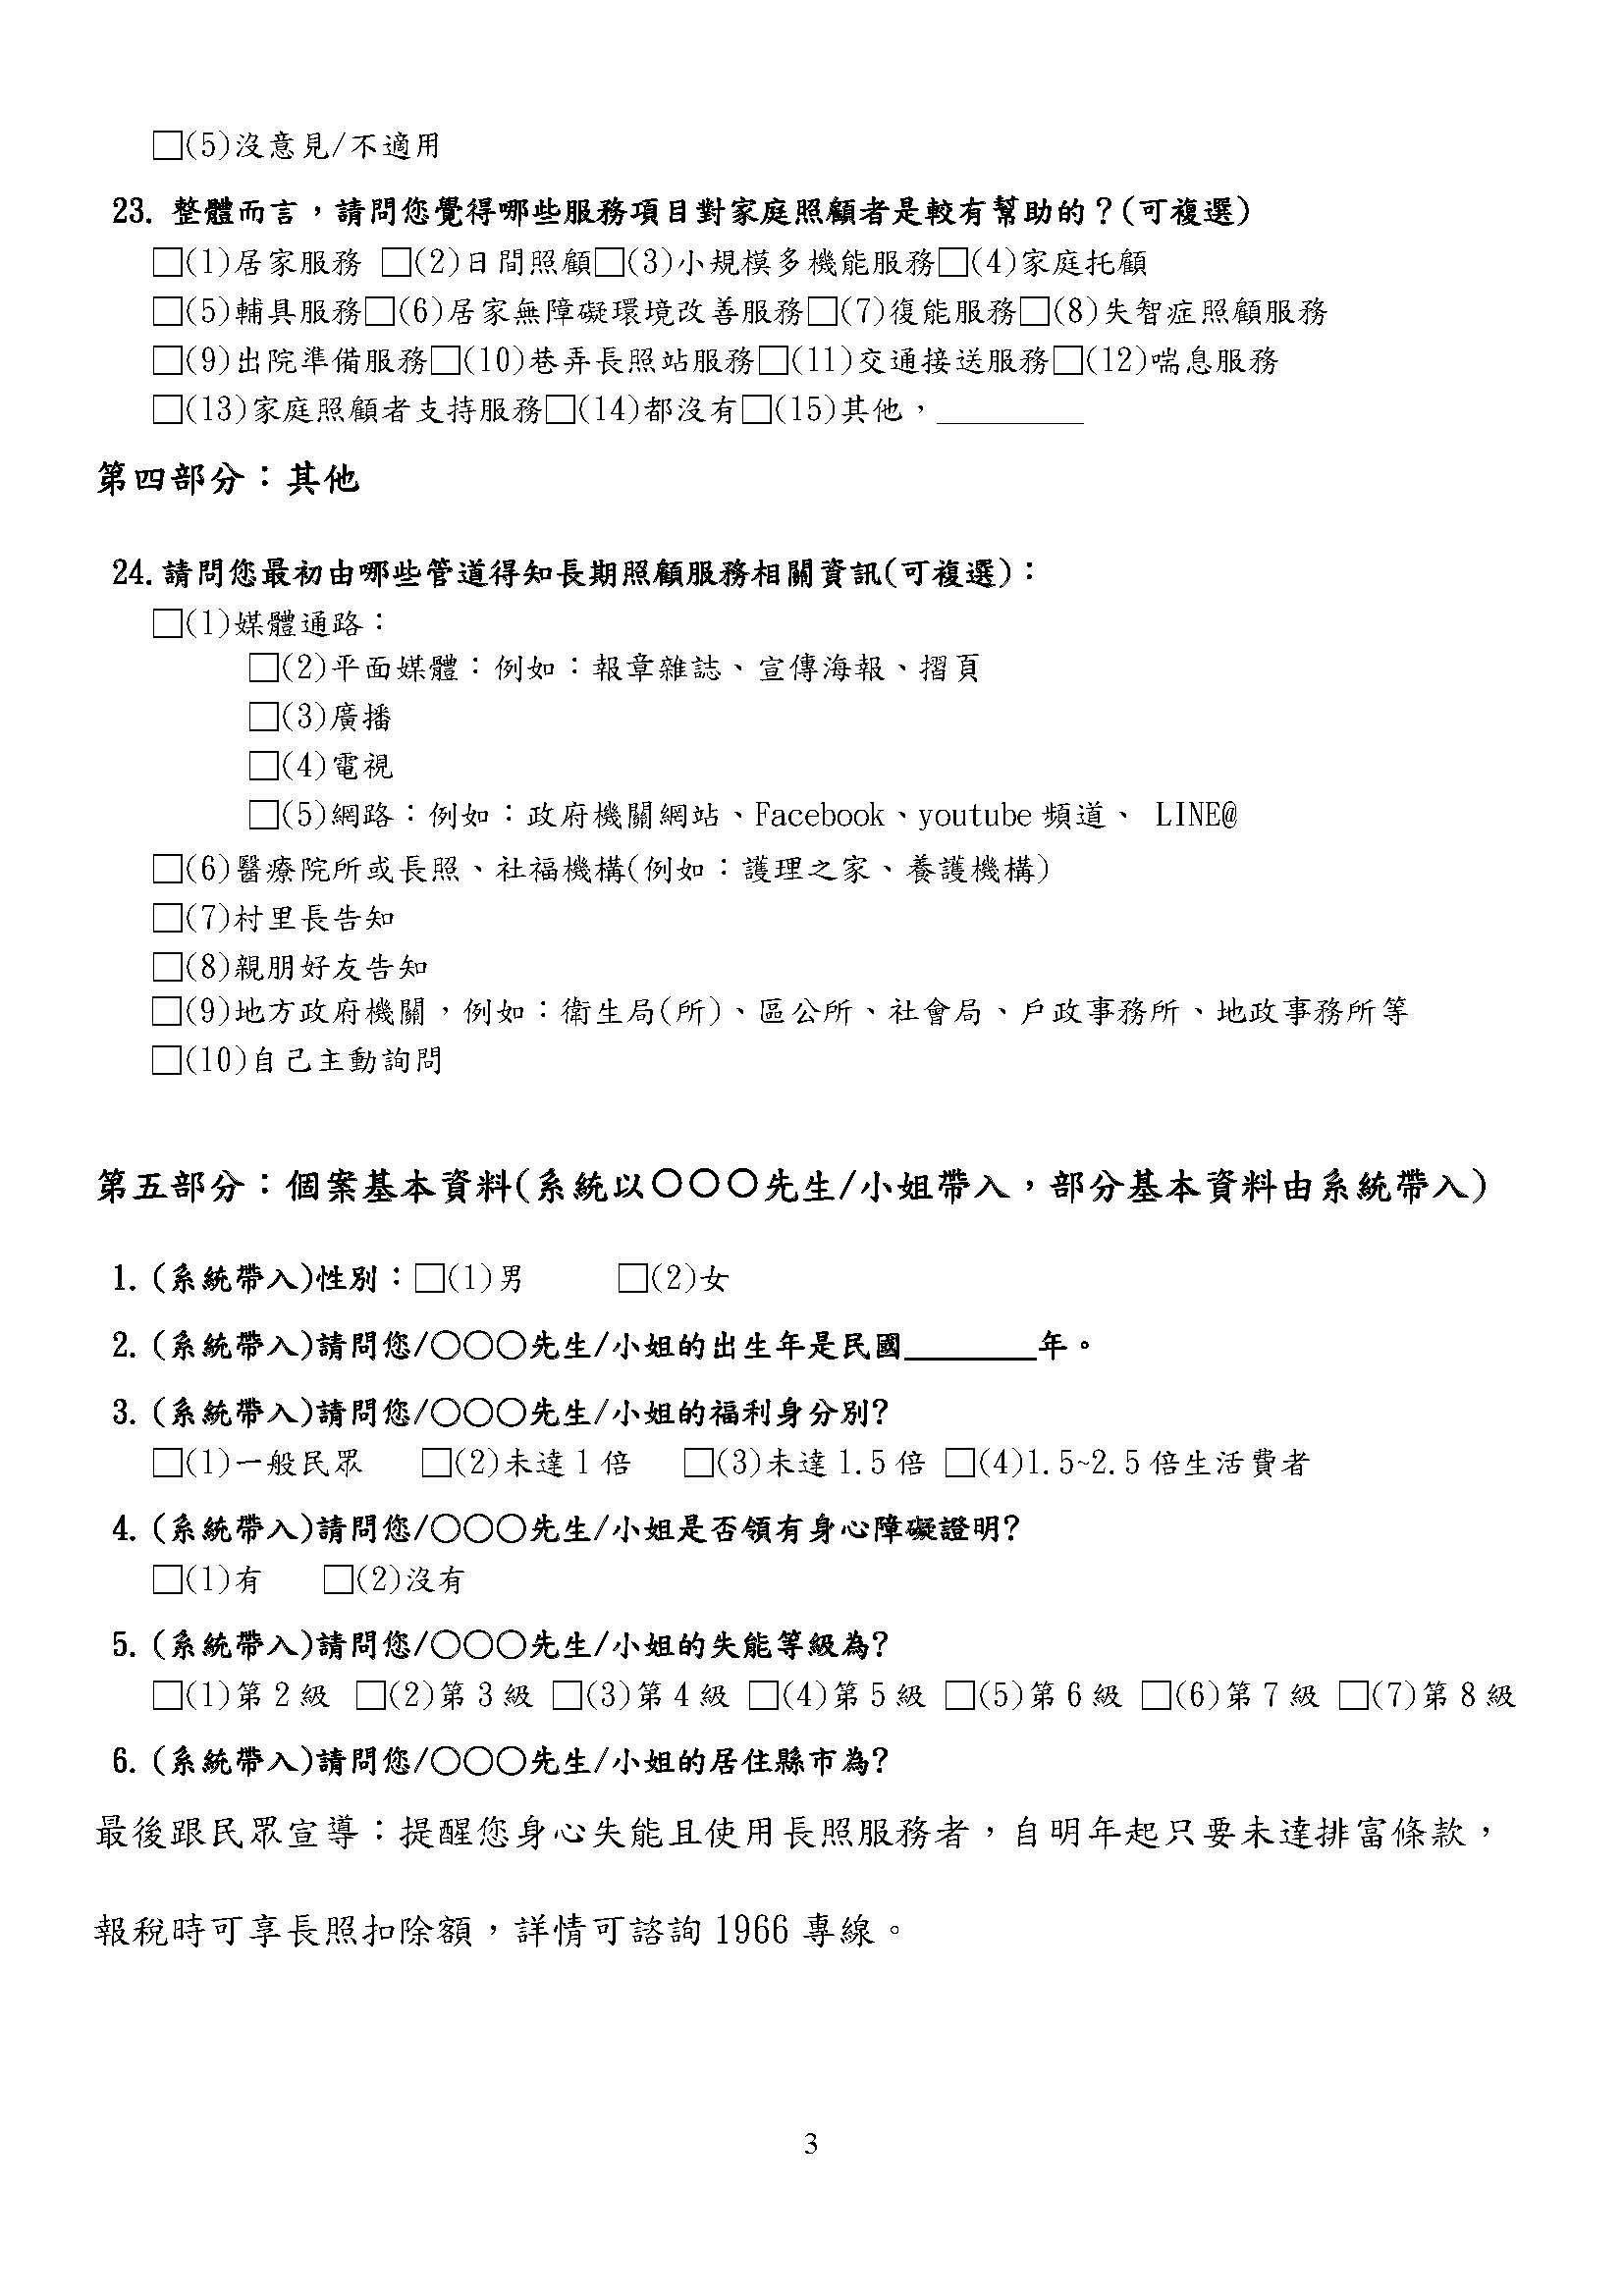 □(5)沒意見/不適用
23. 整體而言，請問您覺得哪些服務項目對家庭照顧者是較有幫助的？(可複選)
□(1)居家服務 □(2)日間照顧□(3)小規模多機能服務□(4)家庭托顧
□(5)輔具服務□(6)居家無障礙環境改善服務□(7)復能服務□(8)失智症照顧服務
□(9)出院準備服務□(10)巷弄長照站服務□(11)交通接送服務□(12)喘息服務
□(13)家庭照顧者支持服務□(14)都沒有□(15)其他，_________
第四部分：其他
24.請問您最初由哪些管道得知長期照顧服務相關資訊(可複選)：
□(1)媒體通路：
□(2)平面媒體：例如：報章雜誌、宣傳海報、摺頁
□(3)廣播
□(4)電視
□(5)網路：例如：政府機關網站、Facebook、youtube 頻道、 LINE@
□(6)醫療院所或長照、社福機構(例如：護理之家、養護機構)
□(7)村里長告知
□(8)親朋好友告知
□(9)地方政府機關，例如：衛生局(所)、區公所、社會局、戶政事務所、地政事務所等
□(10)自己主動詢問
第五部分：個案基本資料(系統以〇〇〇先生/小姐帶入，部分基本資料由系統帶入)
1. (系統帶入)性別：□(1)男 □(2)女
2. (系統帶入)請問您/〇〇〇先生/小姐的出生年是民國________年。
3. (系統帶入)請問您/〇〇〇先生/小姐的福利身分別?
□(1)一般民眾 □(2)未達 1 倍 □(3)未達 1.5 倍 □(4)1.5~2.5 倍生活費者
4. (系統帶入)請問您/〇〇〇先生/小姐是否領有身心障礙證明?
□(1)有 □(2)沒有
5. (系統帶入)請問您/〇〇〇先生/小姐的失能等級為?
□(1)第 2 級 □(2)第 3 級 □(3)第 4 級 □(4)第 5 級 □(5)第 6 級 □(6)第 7 級 □(7)第 8 級
6. (系統帶入)請問您/〇〇〇先生/小姐的居住縣市為?
最後跟民眾宣導：提醒您身心失能且使用長照服務者，自明年起只要未達排富條款，
報稅時可享長照扣除額，詳情可諮詢 1966 專線。
3